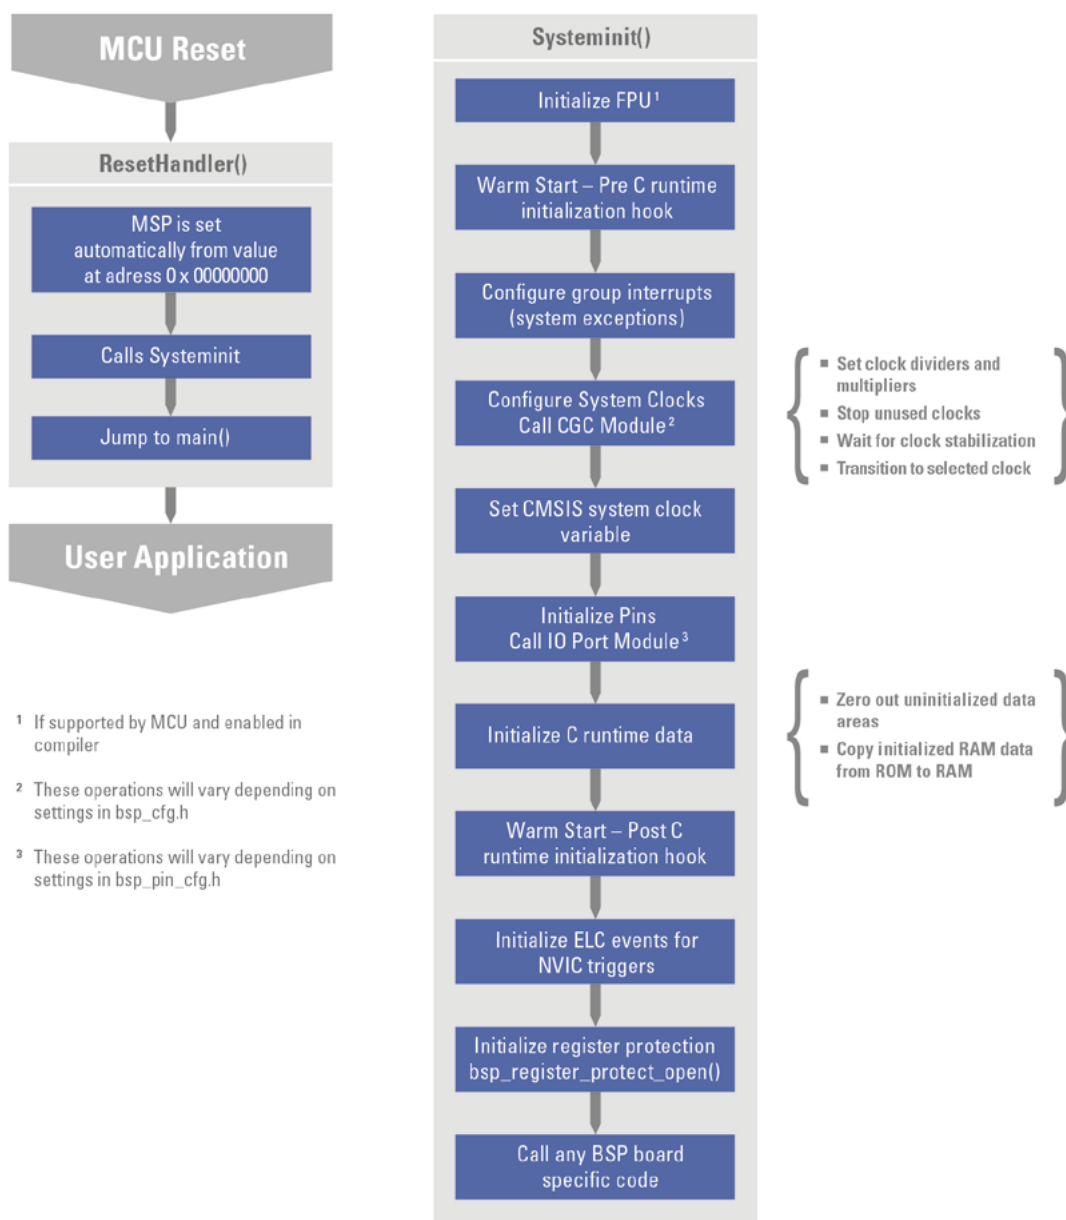 MCU Reset
ResetHandler()
MSP is set
automatically from value
at adress 0 x 00000000
Calls Systeminit
Jump to main()
User Application
¹ If supported by MCU and enabled in
compiler
² These operations will vary depending on
settings in bsp_cfg.h
³ These operations will vary depending on
settings in bsp_pin_cfg.h
Systeminit()
Initialize FPU¹
Warm Start – Pre C runtime
initialization hook
Configure group interrupts
(system exceptions)
Configure System Clocks
Call CGC Module²
Set CMSIS system clock
variable
Initialize Pins
Call IO Port Module³
Initialize C runtime data
Warm Start – Post C
runtime initialization hook
Initialize ELC events for
NVIC triggers
Initialize register protection
bsp_register_protect_open()
Call any BSP board
specific code
▪ Set clock dividers and
multipliers
▪ Stop unused clocks
▪ Wait for clock stabilization
▪ Transition to selected clock
▪ Zero out uninitialized data
areas
▪ Copy initialized RAM data
from ROM to RAM